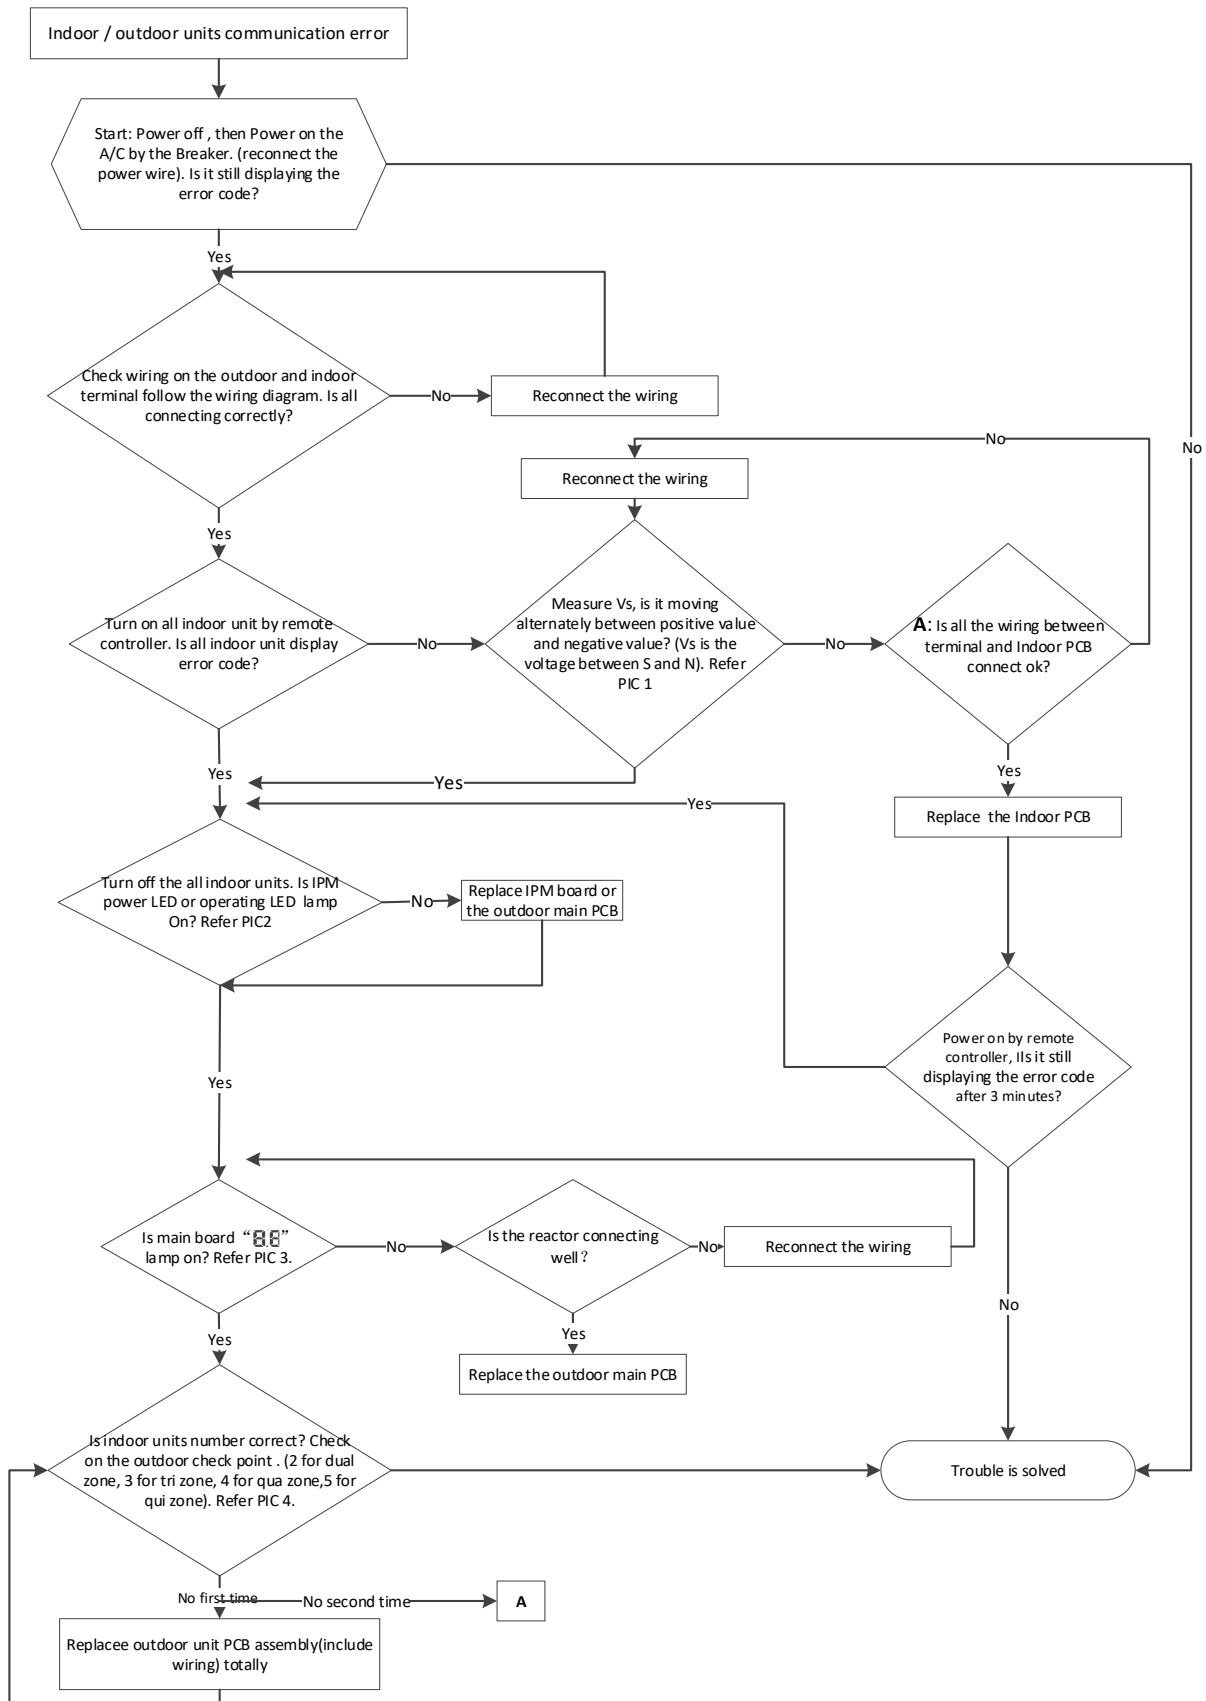 Indoor / outdoor units communication error
Start: Power off , then Power on the
A/C by the Breaker. (reconnect the
power wire). Is it still displaying the
error code?
Yes
Check wiring on the outdoor and indoor
terminal follow the wiring diagram. Is all
connecting correctly?
No
Reconnect the wiring
No
No
Reconnect the wiring
Yes
Turn on all indoor unit by remote
controller. Is all indoor unit display
error code?
No
Measure Vs, is it moving
alternately between positive value
and negative value? (Vs is the
voltage between S and N). Refer
PIC 1
No
A: Is all the wiring between
terminal and Indoor PCB
connect ok?
Yes
Yes
Yes
Yes
Replace the Indoor PCB
Turn off the all indoor units. Is IPM
power LED or operating LED lamp
On? Refer PIC2
No
Replace IPM board or
the outdoor main PCB
Power on by remote
controller, IIs it still
displaying the error code
after 3 minutes?
Yes
Is main board “8.8”
lamp on? Refer PIC 3.
No
Is the reactor connecting
well?
No
Reconnect the wiring
No
Yes
Yes
Replace the outdoor main PCB
Is indoor units number correct? Check
on the outdoor check point . (2 for dual
zone, 3 for tri zone, 4 for qua zone,5 for
qui zone). Refer PIC 4.
Trouble is solved
No first time
No second time
A
Replacee outdoor unit PCB assembly(include
wiring) totally